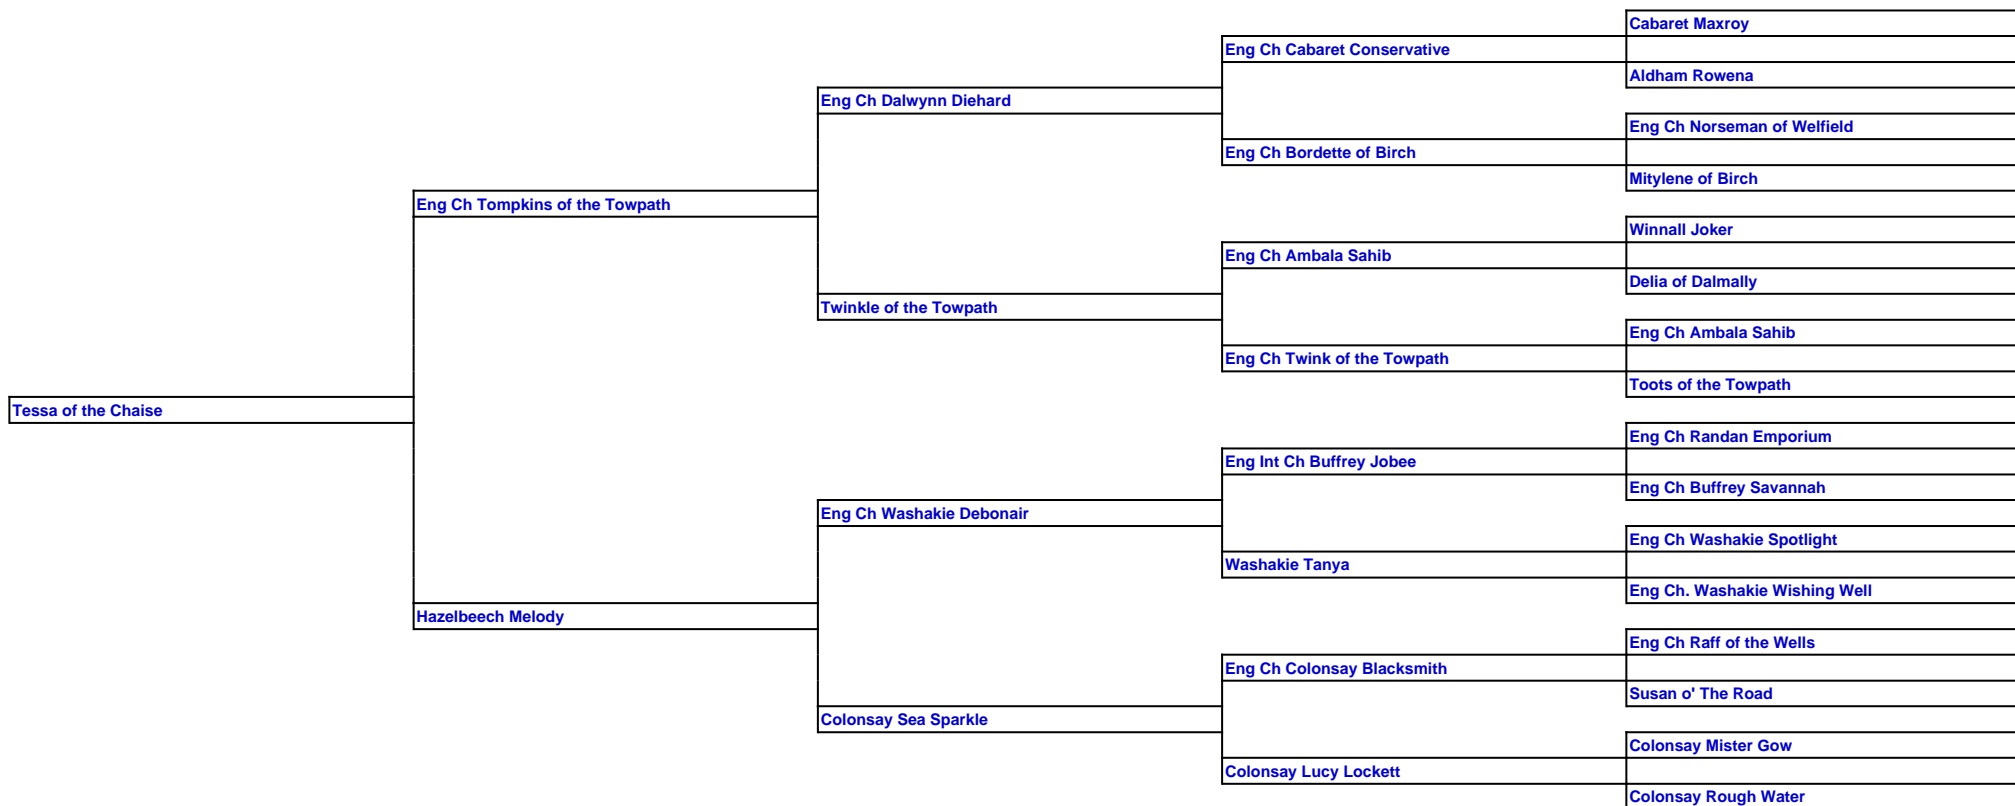 Cabaret Maxroy
Eng Ch Cabaret Conservative
Aldham Rowena
Eng Ch Dalwynn Diehard
Eng Ch Norseman of Welfield
Eng Ch Bordette of Birch
Mitylene of Birch
Eng Ch Tompkins of the Towpath
Winnall Joker
Eng Ch Ambala Sahib
Delia of Dalmally
Twinkle of the Towpath
Eng Ch Ambala Sahib
Eng Ch Twink of the Towpath
Toots of the Towpath
Tessa of the Chaise
Eng Ch Randan Emporium
Eng Int Ch Buffrey Jobee
Eng Ch Buffrey Savannah
Eng Ch Washakie Debonair
Eng Ch Washakie Spotlight
Washakie Tanya
Eng Ch. Washakie Wishing Well
Hazelbeech Melody
Eng Ch Raff of the Wells
Eng Ch Colonsay Blacksmith
Susan o' The Road
Colonsay Sea Sparkle
Colonsay Mister Gow
Colonsay Lucy Lockett
Colonsay Rough Water